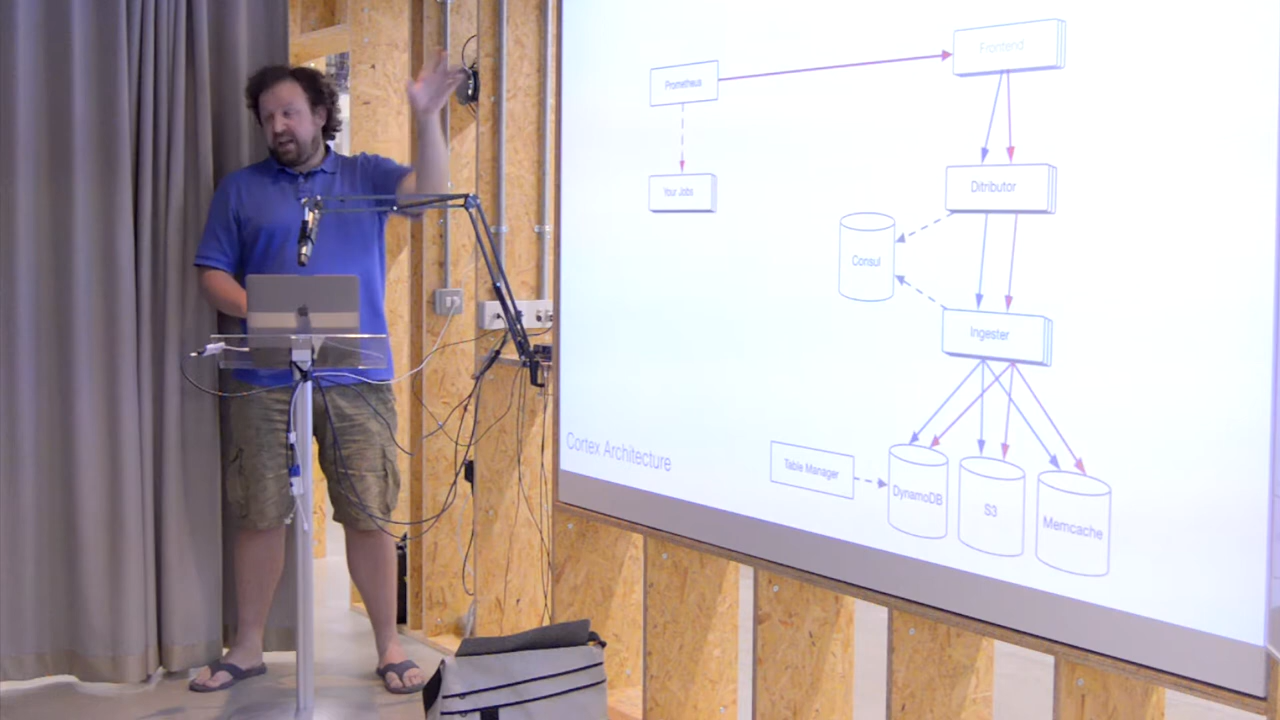 Frontend
Prometheus
Your Jobs
Ditributor
Consul
Ingester
Cortex Architecture
Table Manager
DynamoDB
S3
Memcache